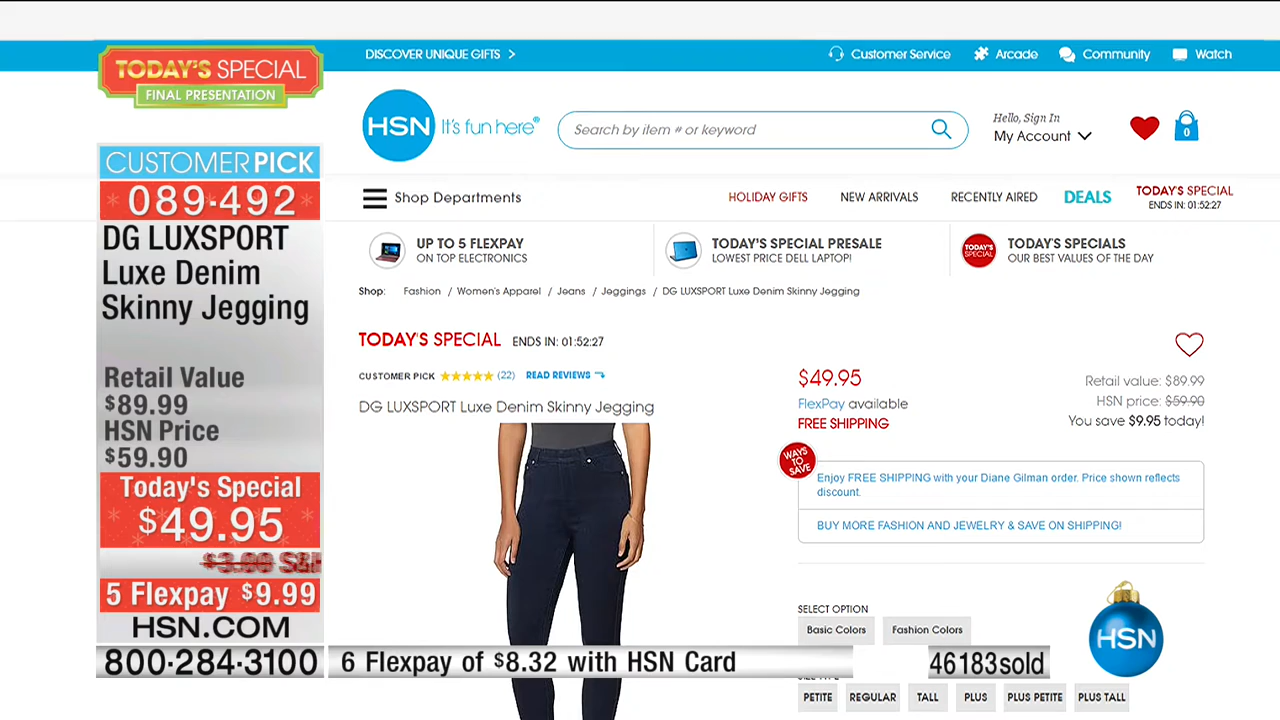 TODAY'S SPECIAL
FINAL PRESENTATION
CUSTOMER PICK
089-492
DG LUXSPORT
Luxe Denim
Skinny Jegging
Retail Value
$89.99
HSN Price
$59.90
Today's Special
$49.95
5 Flexpay $9.99
HSN.COM
800-284-3100
DISCOVER UNIQUE GIFTS >
Customer Service
Arcade
Community
Watch
HSN It's fun here®
Search by item # or keyword
Hello, Sign In
My Account
0
Shop Departments
HOLIDAY GIFTS
NEW ARRIVALS
RECENTLY AIRED
DEALS
TODAY'S SPECIAL
ENDS IN: 01:52:27
UP TO 5 FLEXPAY
ON TOP ELECTRONICS
TODAY'S SPECIAL PRESALE
LOWEST PRICE DELL LAPTOP!
TODAY'S SPECIAL
TODAY'S SPECIALS
OUR BEST VALUES OF THE DAY
Shop: Fashion / Women's Apparel / Jeans / Jeggings / DG LUXSPORT Luxe Denim Skinny Jegging
TODAY'S SPECIAL ENDS IN: 01:52:27
CUSTOMER PICK (22) READ REVIEWS
DG LUXSPORT Luxe Denim Skinny Jegging
$49.95
FlexPay available
FREE SHIPPING
Retail value: $89.99
HSN price: $59.90
You save $9.95 today!
WAYS TO SAVE
Enjoy FREE SHIPPING with your Diane Gilman order. Price shown reflects
discount.
BUY MORE FASHION AND JEWELRY & SAVE ON SHIPPING!
SELECT OPTION
Basic Colors
Fashion Colors
HSN
6 Flexpay of $8.32 with HSN Card
46183sold
PETITE
REGULAR
TALL
PLUS
PLUS PETITE
PLUS TALL